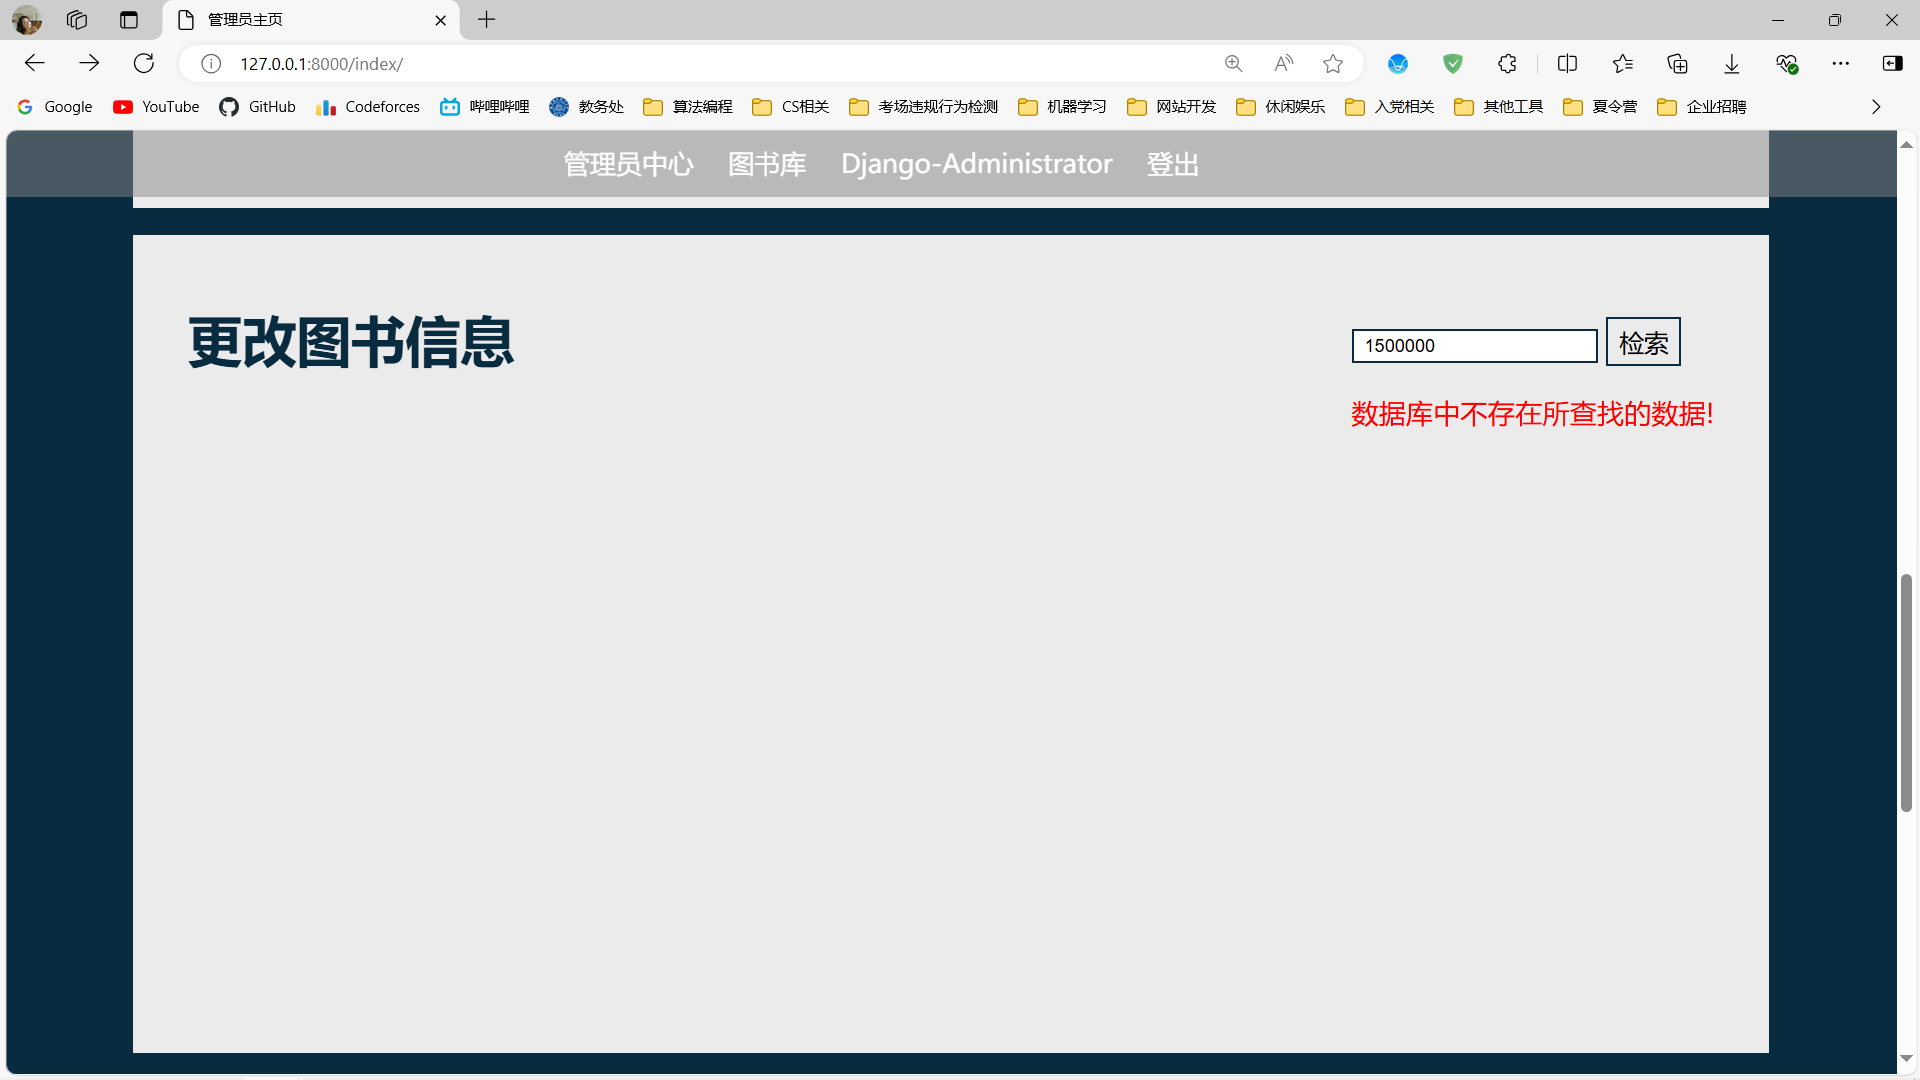 管理员主页
127.0.0.1:8000/index/
Google YouTube GitHub Codeforces 哔哩哔哩 教务处 算法编程 CS相关 考场违规行为检测 机器学习 网站开发 休闲娱乐 入党相关 其他工具 夏令营 企业招聘
管理员中心 图书库 Django-Administrator 登出
更改图书信息
1500000 检索
数据库中不存在所查找的数据!